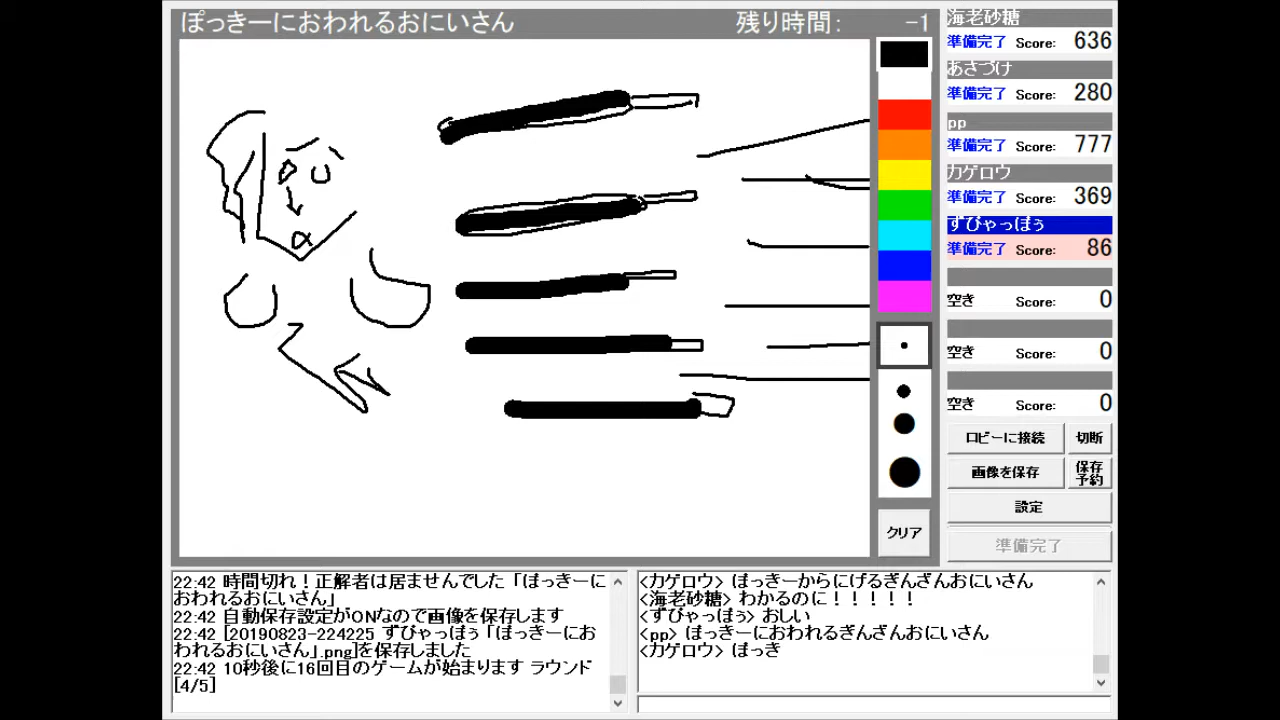 ぽっきーにおわれるおにいさん
残り時間: -1
海老砂糖
準備完了 Score: 636
あさづけ
準備完了 Score: 280
pp
準備完了 Score: 777
カゲロウ
準備完了 Score: 369
ずびゃっぽぅ
準備完了 Score: 86
空き Score: 0
空き Score: 0
空き Score: 0
ロビーに接続 切断
画像を保存 保存予約
設定
準備完了
クリア
22:42 時間切れ！正解者は居ませんでした「ぽっきーに
おわれるおにいさん」
22:42 自動保存設定がONなので画像を保存します
22:42 [20190823-224225 ずびゃっぽぅ「ぽっきーにお
われるおにいさん」.png]を保存しました
22:42 10秒後に16回目のゲームが始まります ラウンド
[4/5]
<カゲロウ> ぽっきーからにげるぎんざんおにいさん
<海老砂糖> わかるのに！！！！！
<ずびゃっぽぅ> おしい
<pp> ぽっきーにおわれるぎんざんおにいさん
<カゲロウ> ぽっき